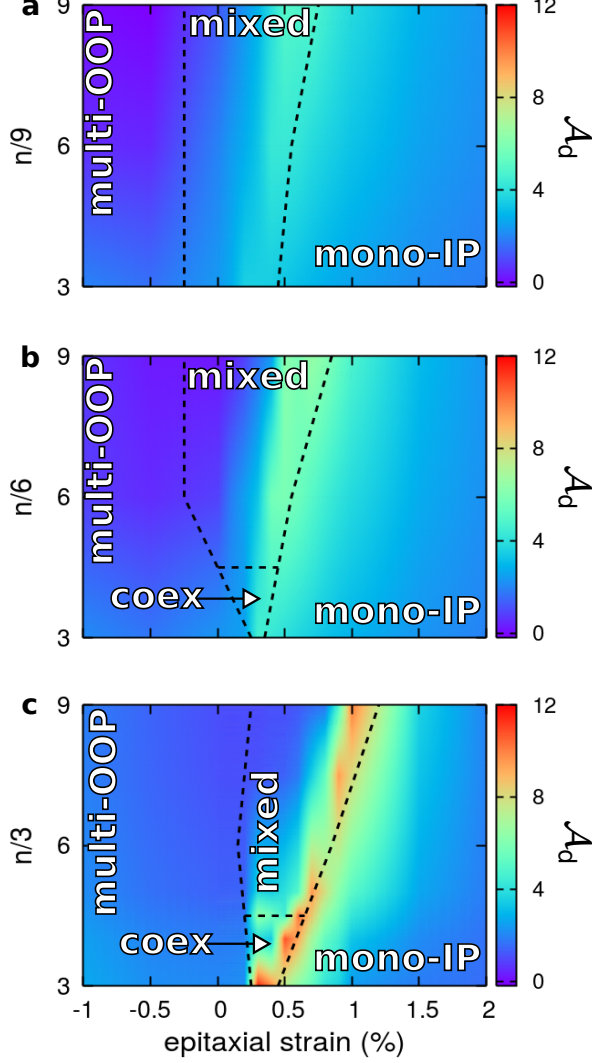 a
9
6
3
n/9
multi-OOP
mixed
mono-IP
12
8
4
0
𝒜d
b
9
6
3
n/6
multi-OOP
mixed
coex
mono-IP
12
8
4
0
𝒜d
c
9
6
3
n/3
multi-OOP
mixed
coex
mono-IP
12
8
4
0
𝒜d
-1 -0.5 0 0.5 1 1.5 2
epitaxial strain (%)